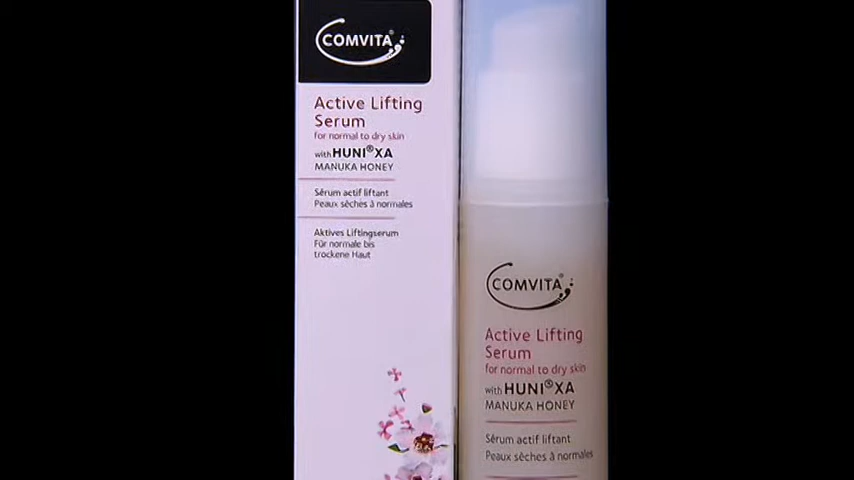 COMVITA®
Active Lifting
Serum
for normal to dry skin
with HUNI®XA
MANUKA HONEY
Sérum actif liftant
Peaux sèches à normales
Aktives Liftingserum
Für normale bis
trockene Haut
COMVITA®
Active Lifting
Serum
for normal to dry skin
with HUNI®XA
MANUKA HONEY
Sérum actif liftant
Peaux sèches à normales